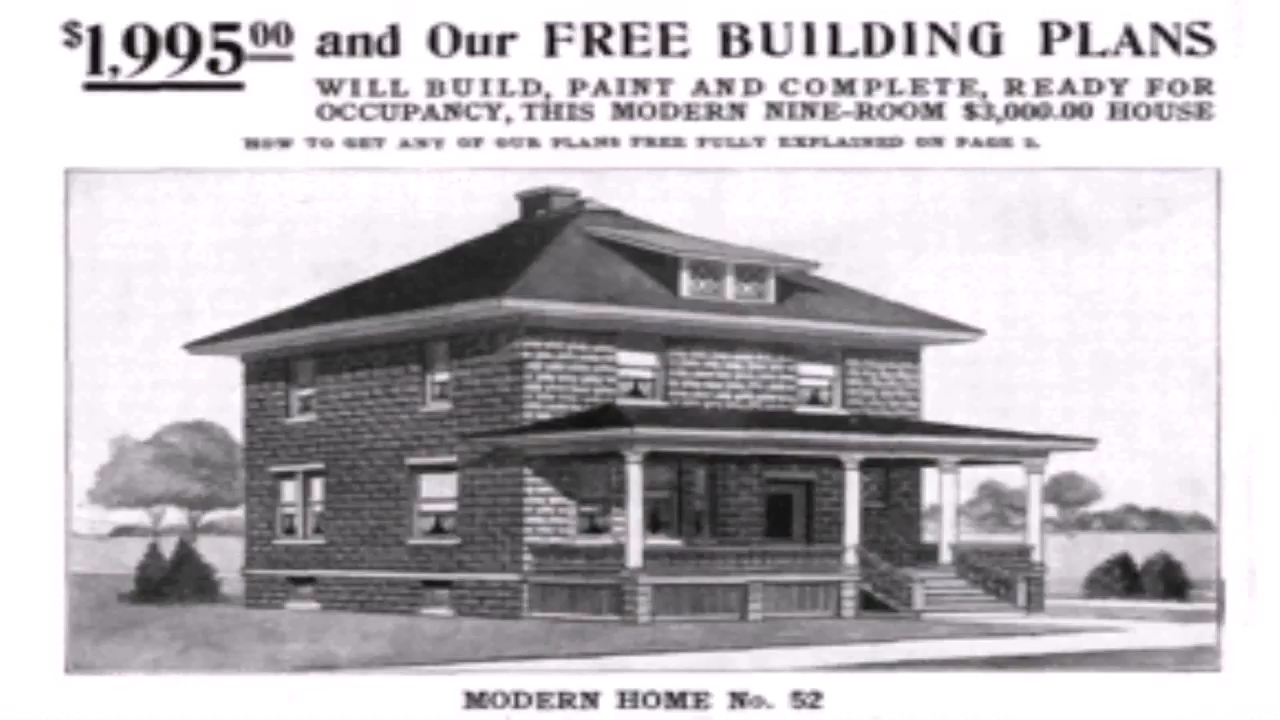 $1,995.00 and Our FREE BUILDING PLANS
WILL BUILD, PAINT AND COMPLETE, READY FOR
OCCUPANCY, THIS MODERN NINE-ROOM $3,000.00 HOUSE
HOW TO GET ANY OF OUR PLANS FREE FULLY EXPLAINED ON PAGE 2.
MODERN HOME No. 52